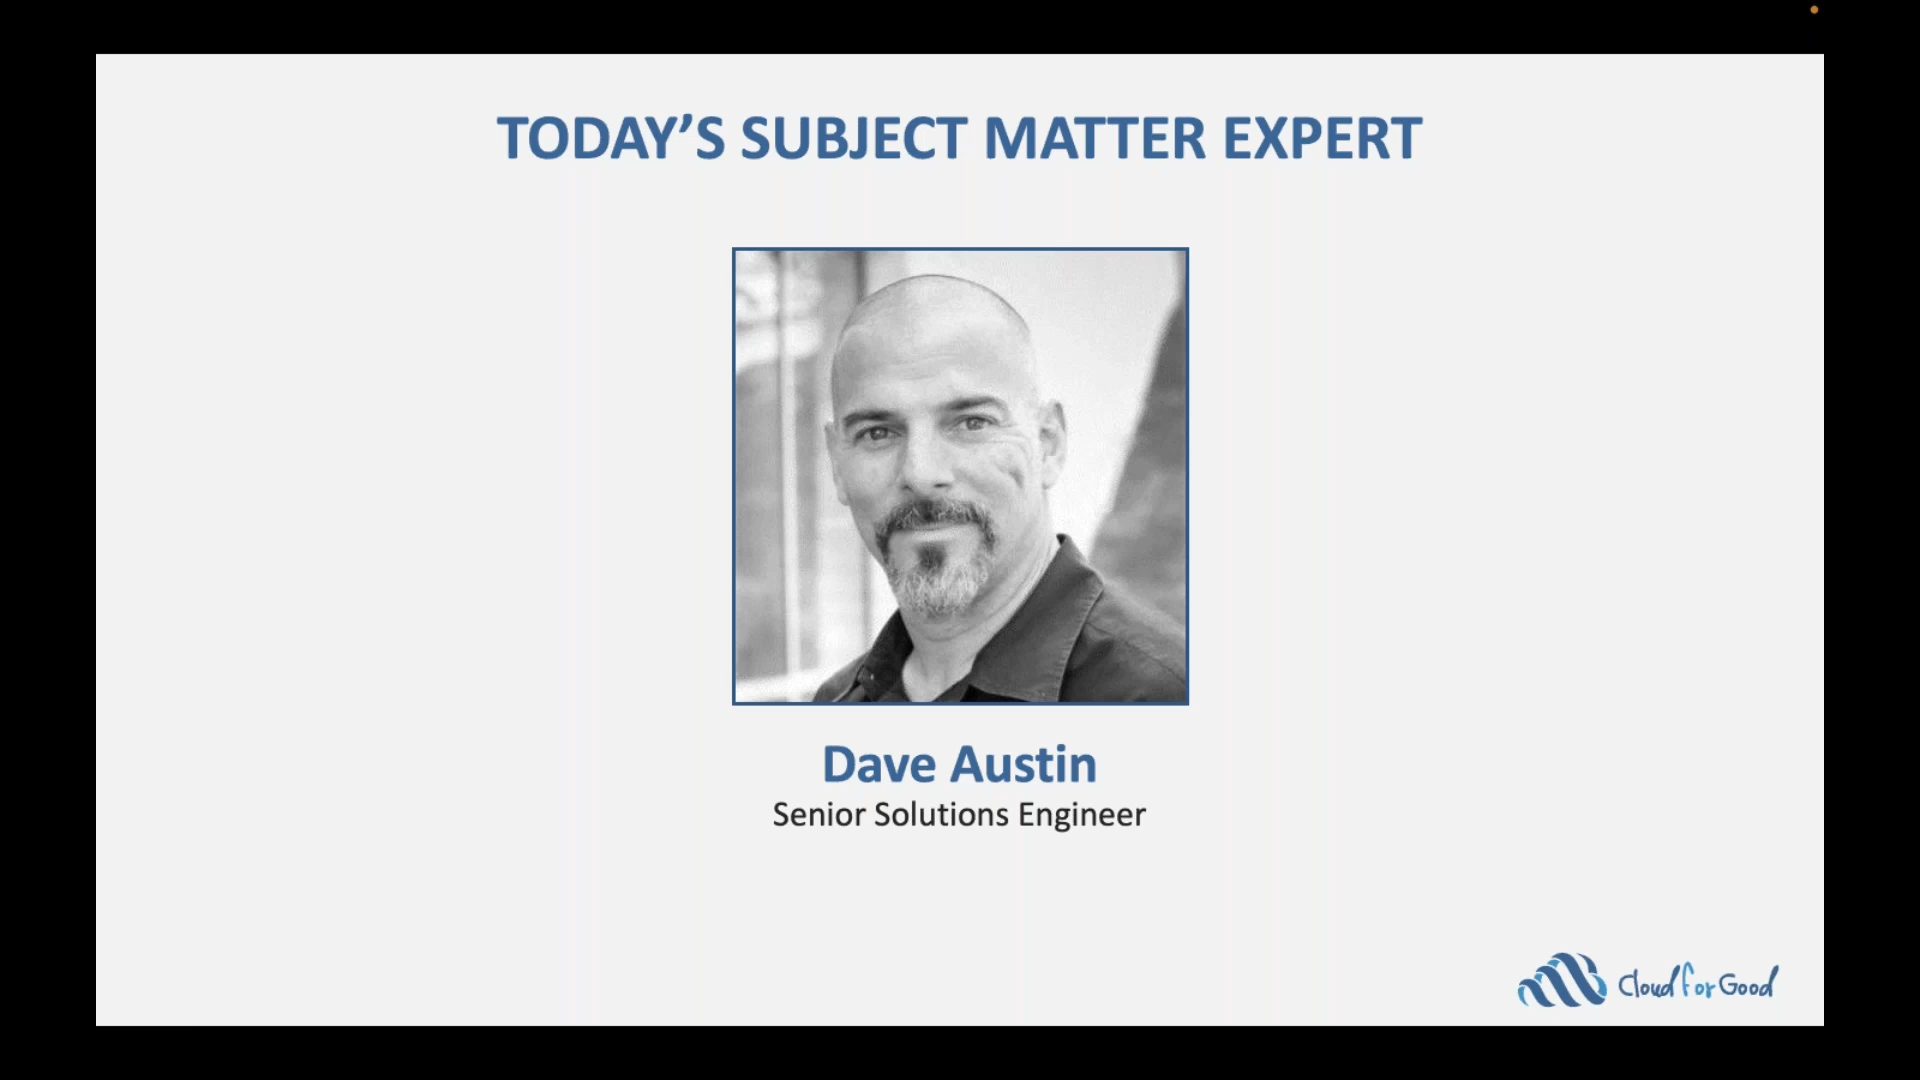 TODAY’S SUBJECT MATTER EXPERT
Dave Austin
Senior Solutions Engineer
Cloud for Good